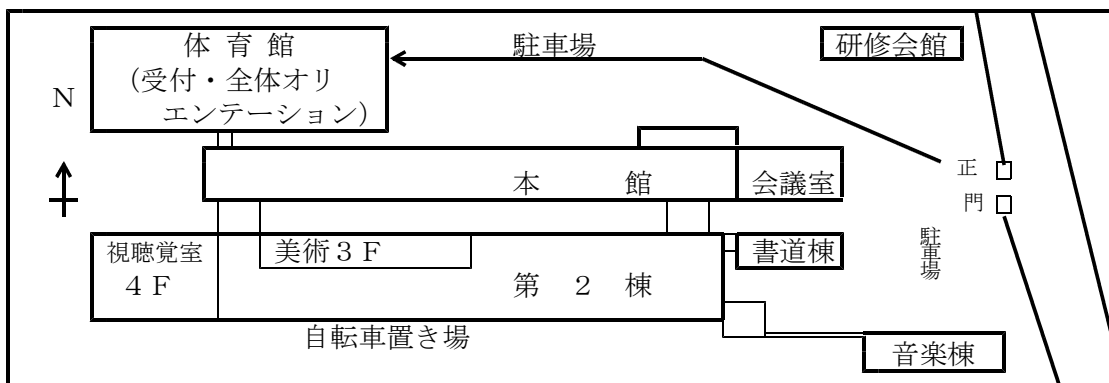 体 育 館
(受付・全体オリ
エンテーション)
駐車場
研修会館
Ｎ
本　　館
会議室
正
門
駐車場
視聴覚室
４Ｆ
美術３Ｆ
第　２　棟
書道棟
自転車置き場
音楽棟